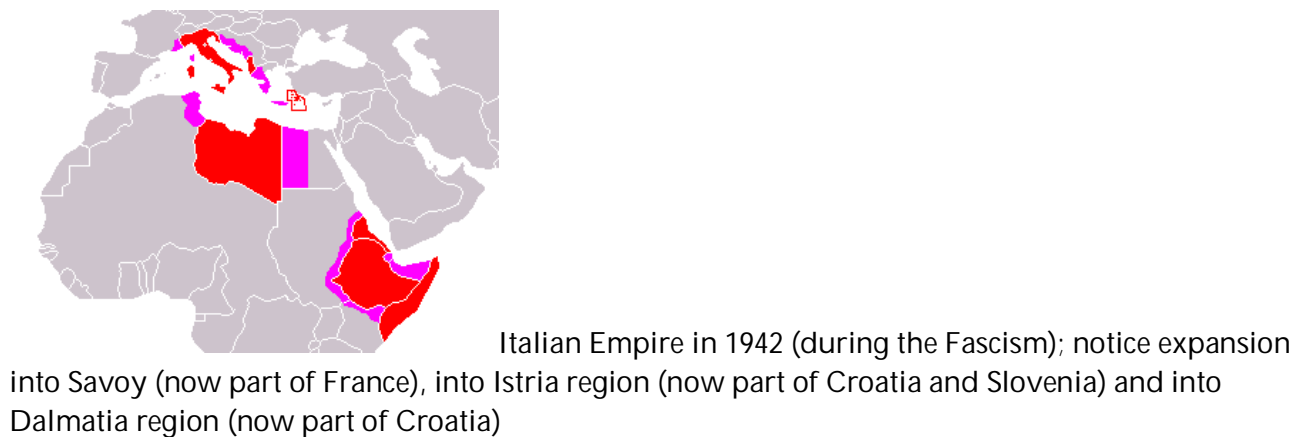 Italian Empire in 1942 (during the Fascism); notice expansion
into Savoy (now part of France), into Istria region (now part of Croatia and Slovenia) and into
Dalmatia region (now part of Croatia)